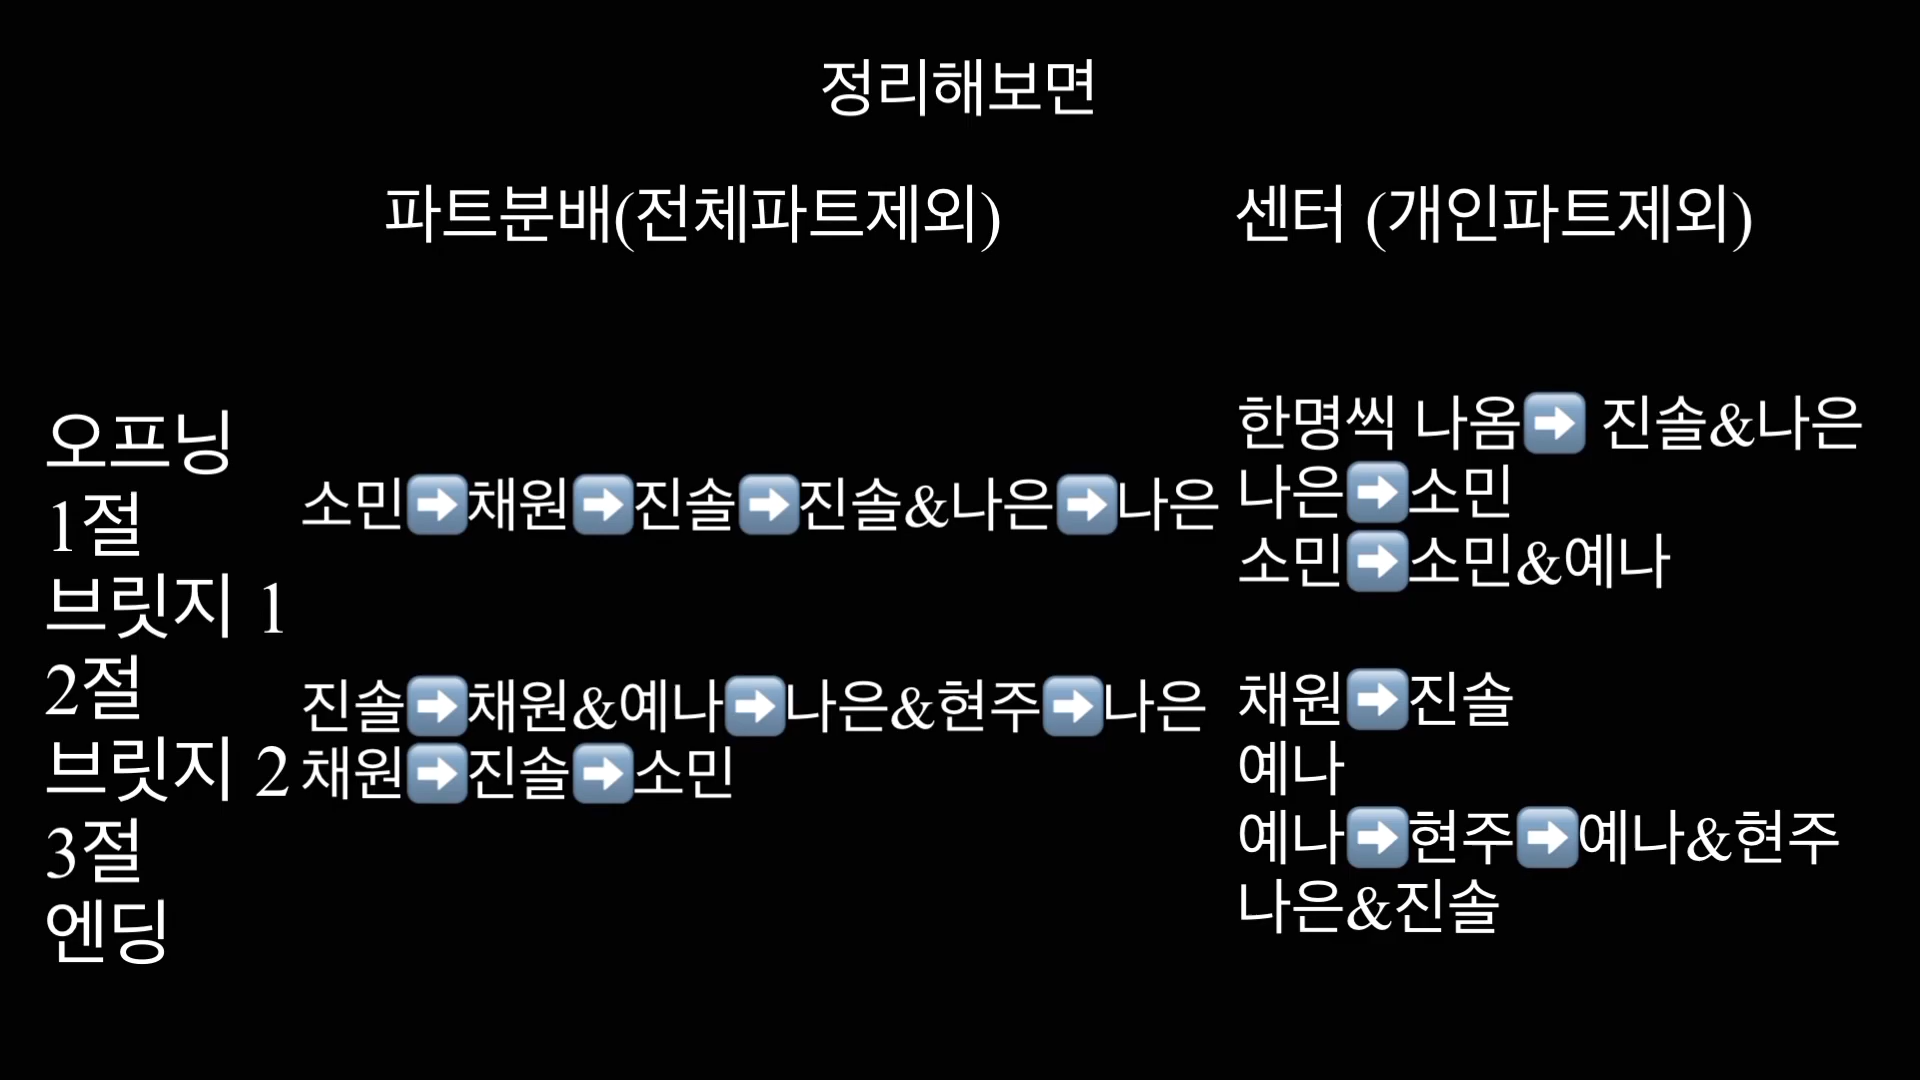 정리해보면
파트분배(전체파트제외)
센터 (개인파트제외)
오프닝
1절
브릿지 1
2절
브릿지 2
3절
엔딩
소민➡️채원➡️진솔➡️진솔&나은➡️나은
진솔➡️채원&예나➡️나은&현주➡️나은
채원➡️진솔➡️소민
한명씩 나옴➡️ 진솔&나은
나은➡️소민
소민➡️소민&예나
채원➡️진솔
예나
예나➡️현주➡️예나&현주
나은&진솔